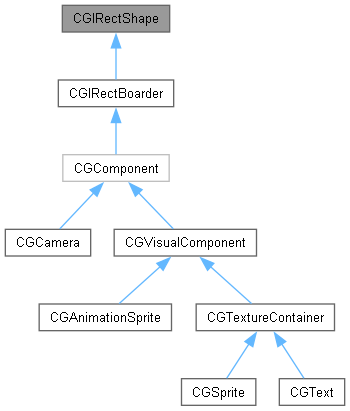 CGIRectShape
CGIRectBoarder
CGComponent
CGCamera
CGVisualComponent
CGAnimationSprite
CGTextureContainer
CGSprite
CGText